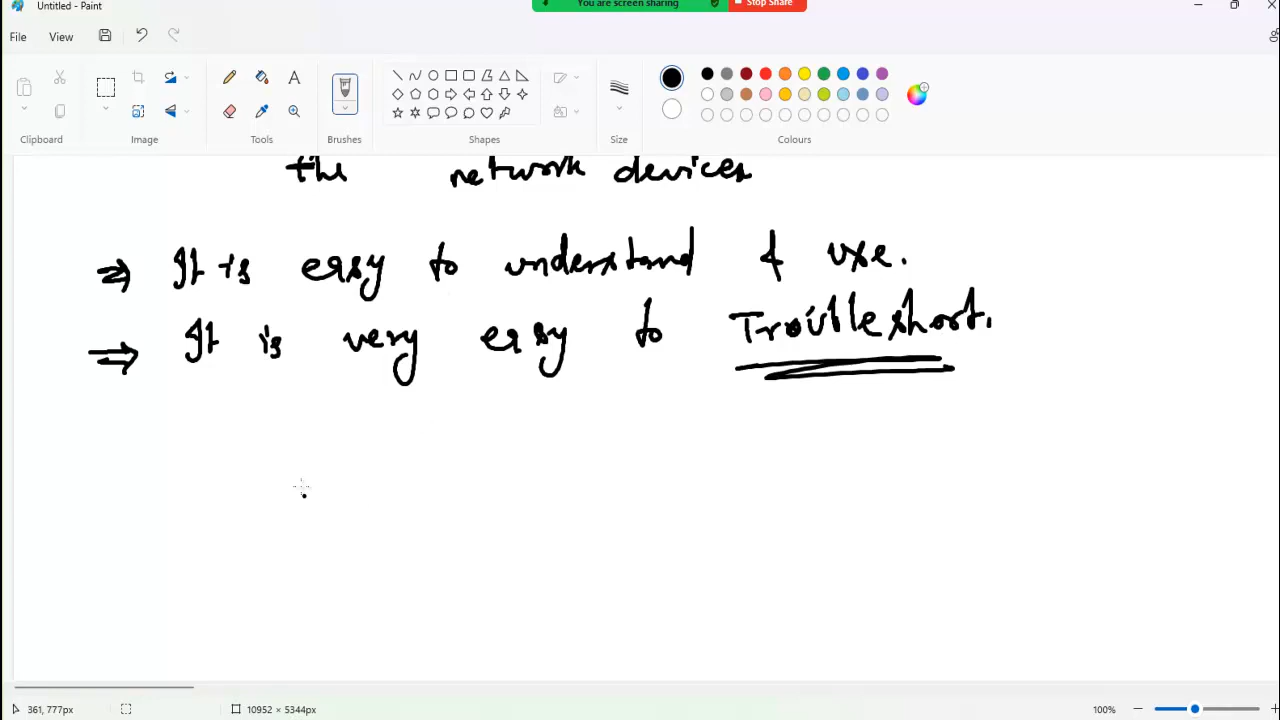 Untitled - Paint
You are screen sharing
Stop Share
File View
Clipboard
Image
Tools
Brushes
Shapes
Size
Colours
the network devices
⇒ It is easy to understand & use.
⇒ It is very easy to Troubleshoot.
361, 777px
10952 × 5344px
100%